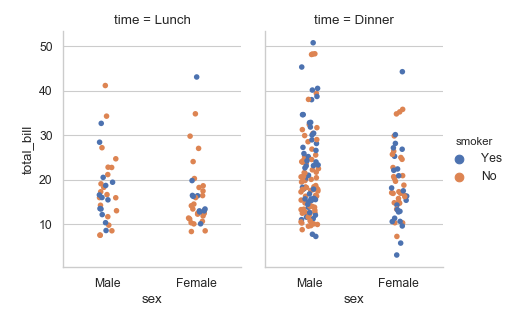 time = Lunch
time = Dinner
total_bill
50
40
30
20
10
Male
Female
sex
Male
Female
sex
smoker
Yes
No